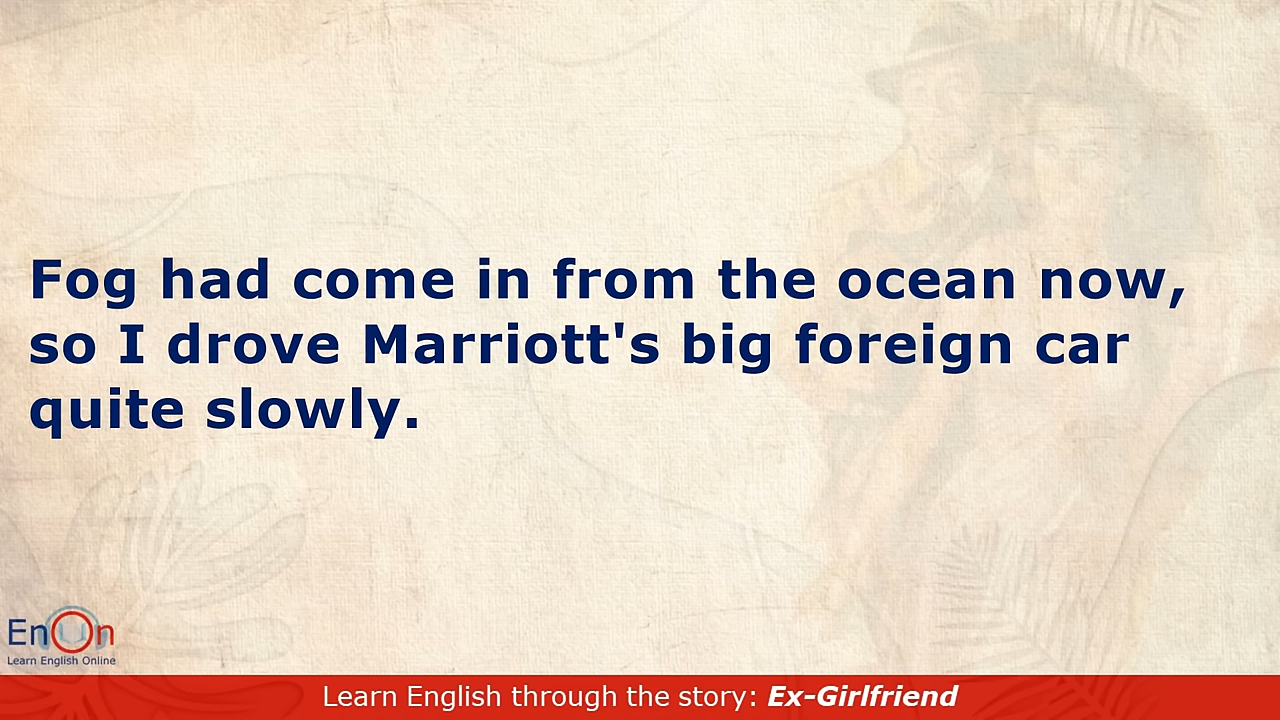 Fog had come in from the ocean now,
so I drove Marriott's big foreign car
quite slowly.
EnOn
Learn English Online
Learn English through the story: Ex-Girlfriend